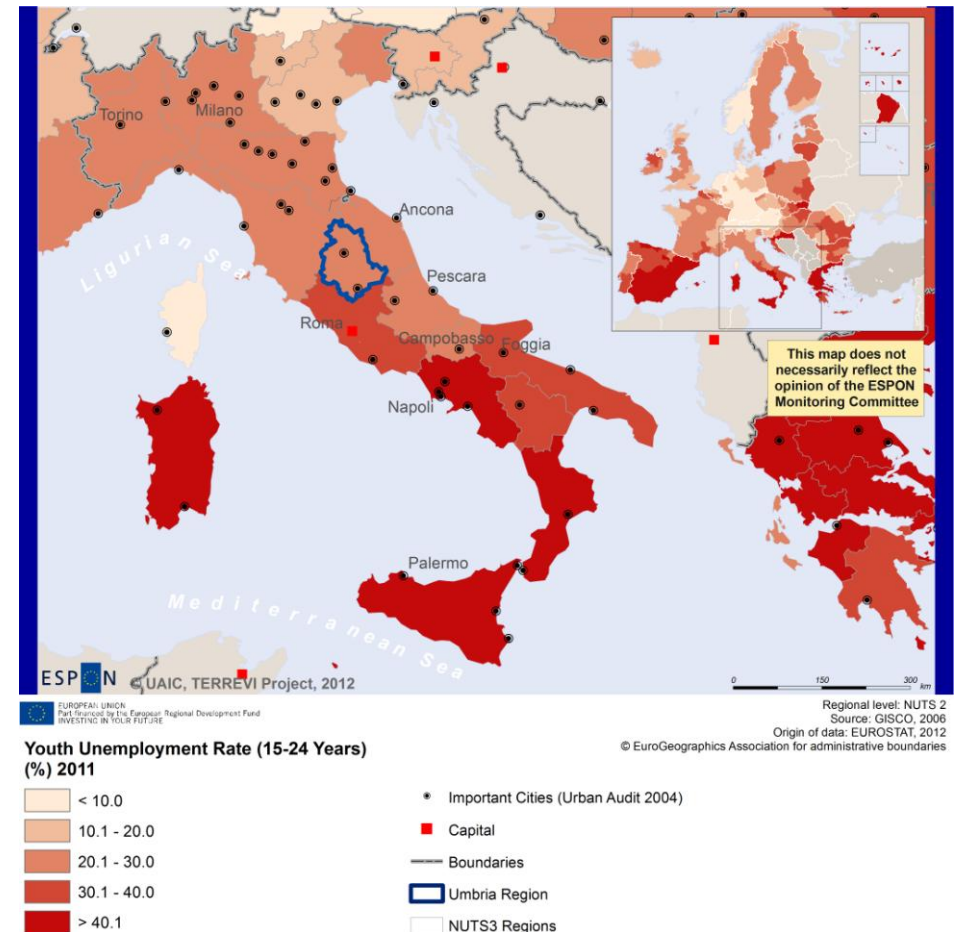 Torino
Milano
Ancona
Ligurian Sea
Pescara
Roma
Campobasso
Foggia
This map does not
necessarily reflect the
opinion of the ESPON
Monitoring Committee
Napoli
Palermo
Mediterranean Sea
ESPON
© UAIC, TERREVI Project, 2012
0 150 300
km
EUROPEAN UNION
Part-financed by the European Regional Development Fund
INVESTING IN YOUR FUTURE
Regional level: NUTS 2
Source: GISCO, 2006
Origin of data: EUROSTAT, 2012
© EuroGeographics Association for administrative boundaries
Youth Unemployment Rate (15-24 Years)
(%) 2011
< 10.0
10.1 - 20.0
20.1 - 30.0
30.1 - 40.0
> 40.1
Important Cities (Urban Audit 2004)
Capital
Boundaries
Umbria Region
NUTS3 Regions